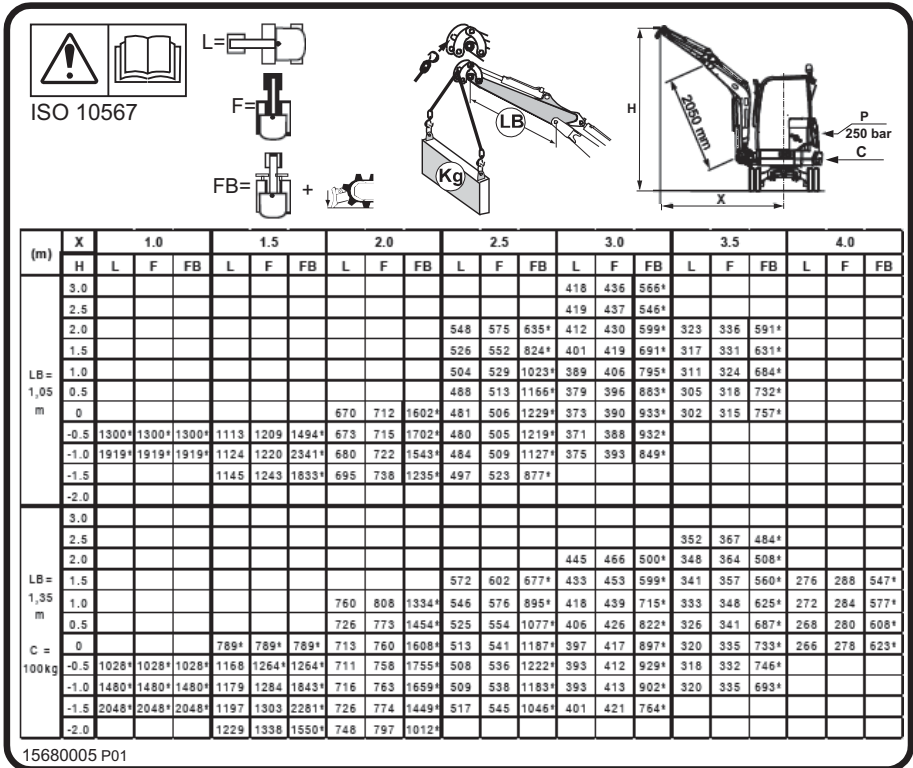 ISO 10567
L=
F=
FB= +
LB
Kg
H
2050 mm
P
250 bar
C
X
(m) X 1.0 1.5 2.0 2.5 3.0 3.5 4.0
H L F FB L F FB L F FB L F FB L F FB L F FB L F FB
LB = 1,05 m
3.0 418 436 566*
2.5 419 437 546*
2.0 548 575 635* 412 430 599* 323 336 591*
1.5 526 552 824* 401 419 691* 317 331 631*
1.0 504 529 1023* 389 406 795* 311 324 684*
0.5 488 513 1166* 379 396 883* 305 318 732*
0 670 712 1602* 481 506 1229* 373 390 933* 302 315 757*
-0.5 1300* 1300* 1300* 1113 1209 1494* 673 715 1702* 480 505 1219* 371 388 932*
-1.0 1919* 1919* 1919* 1124 1220 2341* 680 722 1543* 484 509 1127* 375 393 849*
-1.5 1145 1243 1833* 695 738 1235* 497 523 877*
-2.0
LB = 1,35 m
C = 100kg
3.0
2.5 352 367 484*
2.0 445 466 500* 348 364 508*
1.5 572 602 677* 433 453 599* 341 357 560* 276 288 547*
1.0 760 808 1334* 546 576 895* 418 439 715* 333 348 625* 272 284 577*
0.5 726 773 1454* 525 554 1077* 406 426 822* 326 341 687* 268 280 608*
0 789* 789* 789* 713 760 1608* 513 541 1187* 397 417 897* 320 335 733* 266 278 623*
-0.5 1028* 1028* 1028* 1168 1264* 1264* 711 758 1755* 508 536 1222* 393 412 929* 318 332 746*
-1.0 1480* 1480* 1480* 1179 1284 1843* 716 763 1659* 509 538 1183* 393 413 902* 320 335 693*
-1.5 2048* 2048* 2048* 1197 1303 2281* 726 774 1449* 517 545 1046* 401 421 764*
-2.0 1229 1338 1550* 748 797 1012*
15680005 P01